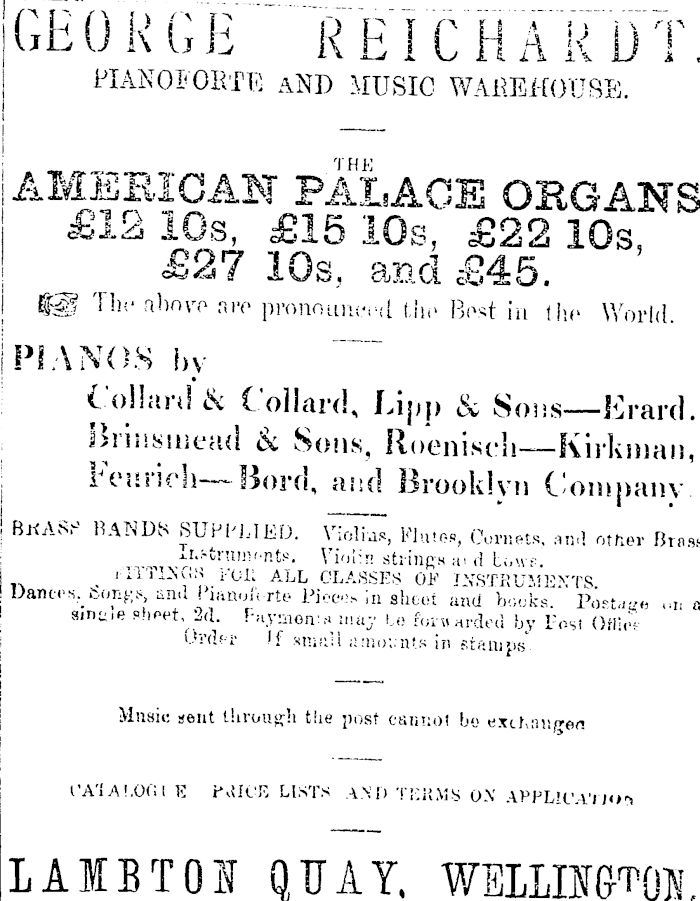 GEORGE REICHARDT,
PIANOFORTE AND MUSIC WAREHOUSE.
THE
AMERICAN PALACE ORGANS
£12 10s, £15 10s, £22 10s,
£27 10s, and £45.
The above are pronounced the Best in the World.
PIANOS by
Collard & Collard, Lipp & Sons—Erard.
Brinsmead & Sons, Roenisch—Kirkman,
Feurich—Bord, and Brooklyn Company.
BRASS BANDS SUPPLIED. Violins, Flutes, Cornets, and other Brass
Instruments. Violin strings and bows.
FITTINGS FOR ALL CLASSES OF INSTRUMENTS.
Dances, Songs, and Pianoforte Pieces in sheet and books. Postage on a
single sheet, 2d. Payments may be forwarded by Post Office
Order If small amounts in stamps.
Music sent through the post cannot be exchanged
CATALOGUE PRICE LISTS AND TERMS ON APPLICATION
LAMBTON QUAY, WELLINGTON.